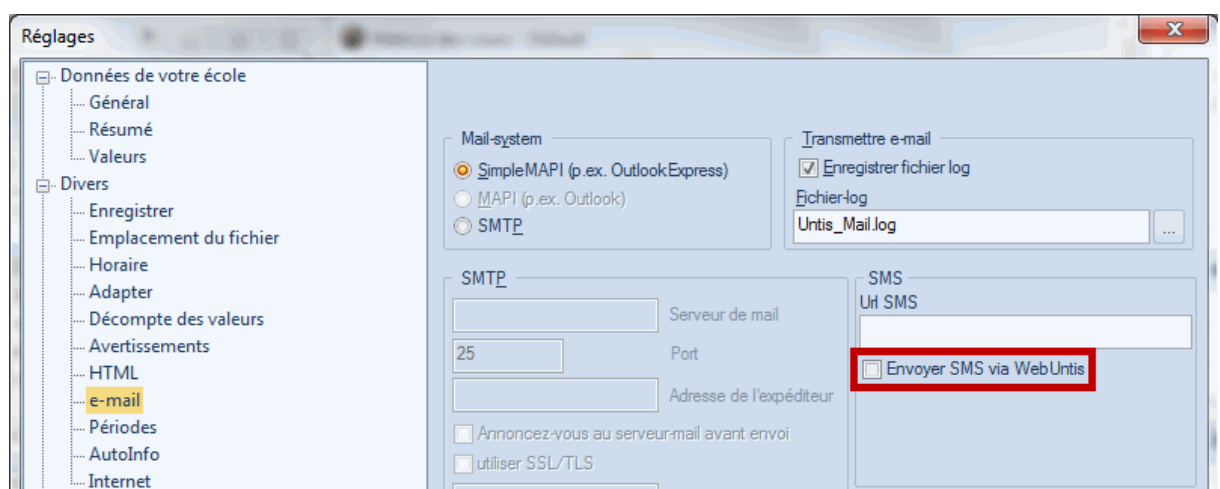 Réglages
Données de votre école
Général
Résumé
Valeurs
Divers
Enregistrer
Emplacement du fichier
Horaire
Adapter
Décompte des valeurs
Avertissements
HTML
e-mail
Périodes
AutoInfo
Internet
Mail-system
SimpleMAPI (p.ex. OutlookExpress)
MAPI (p.ex. Outlook)
SMTP
Transmettre e-mail
Enregistrer fichier log
Fichier-log
Untis_Mail.log
...
SMTP
Serveur de mail
25 Port
Adresse de l'expéditeur
Annoncez-vous au serveur-mail avant envoi
utiliser SSL/TLS
SMS
Url SMS
Envoyer SMS via WebUntis